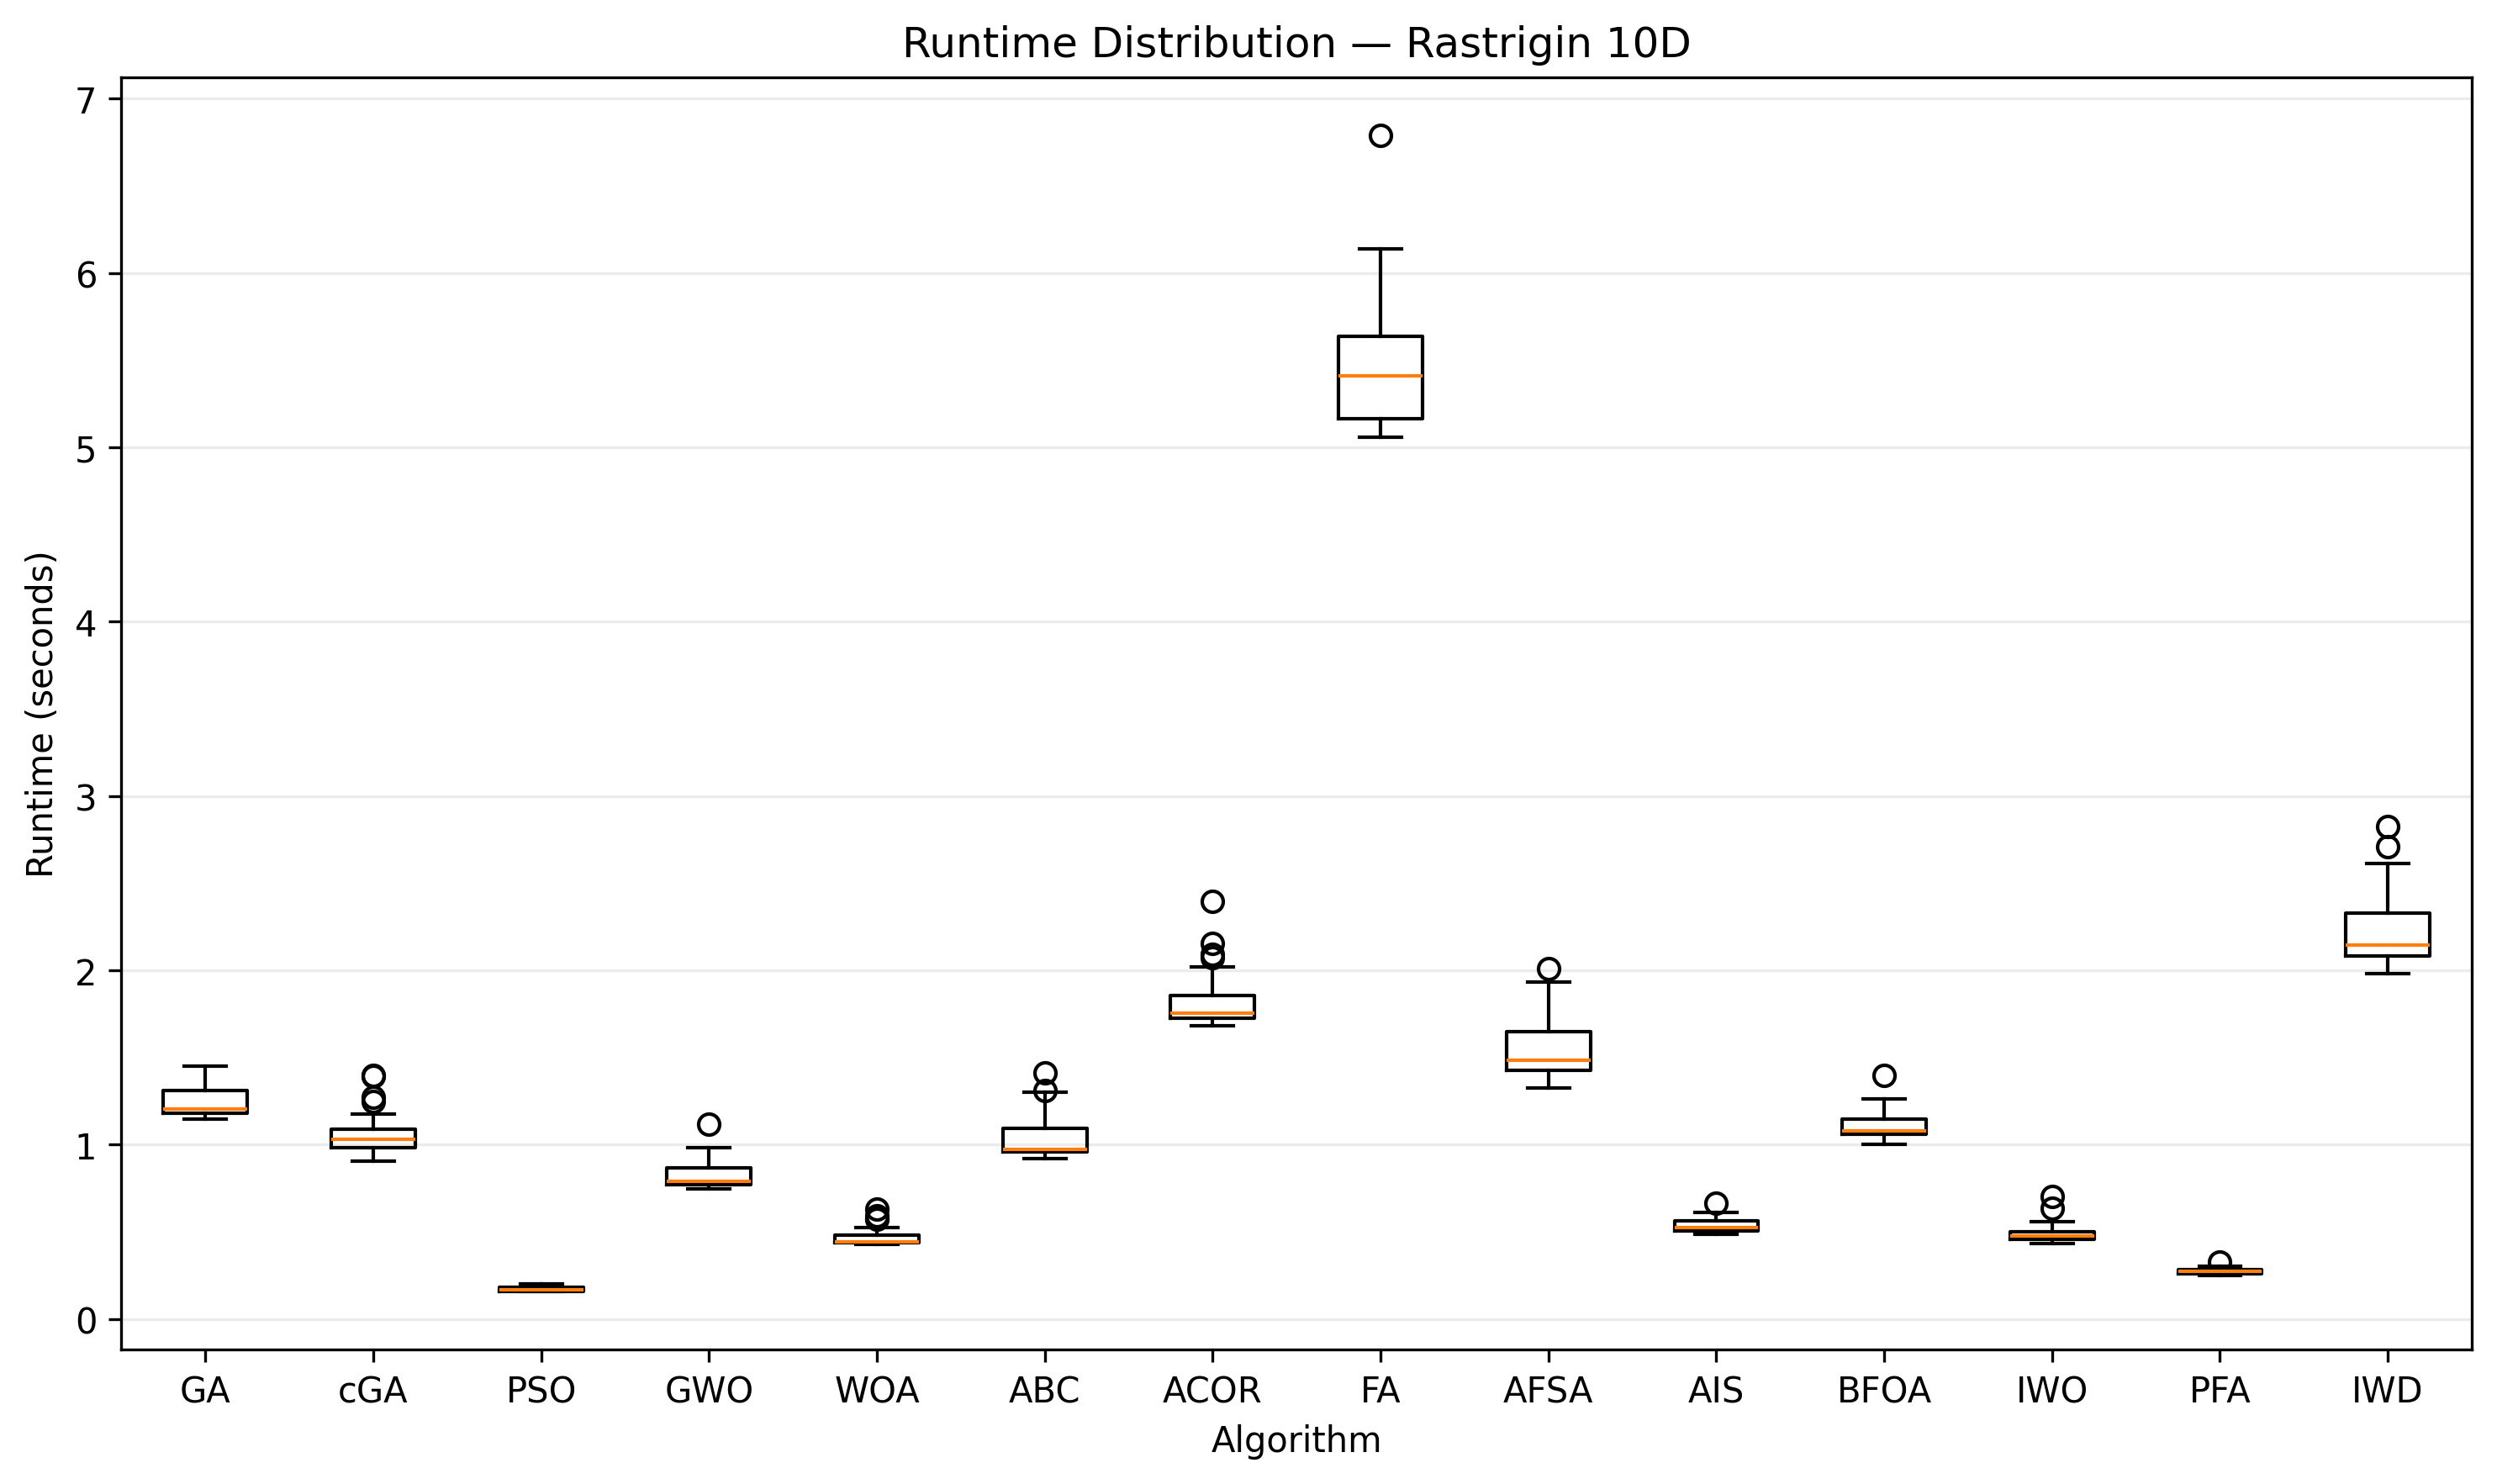 Runtime Distribution — Rastrigin 10D
7
6
5
4
3
2
1
0
Runtime (seconds)
GA cGA PSO GWO WOA ABC ACOR FA AFSA AIS BFOA IWO PFA IWD
Algorithm